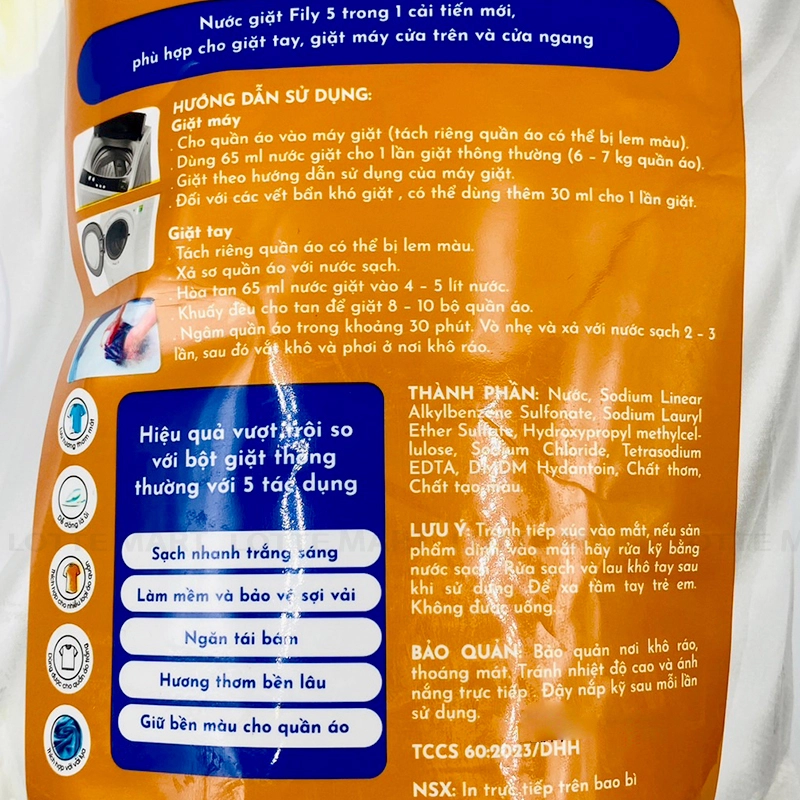 Nước giặt Fily 5 trong 1 cải tiến mới,
phù hợp cho giặt tay, giặt máy cửa trên và cửa ngang
HƯỚNG DẪN SỬ DỤNG:
Giặt máy
. Cho quần áo vào máy giặt (tách riêng quần áo có thể bị lem màu).
. Dùng 65 ml nước giặt cho 1 lần giặt thông thường (6 – 7 kg quần áo).
. Giặt theo hướng dẫn sử dụng của máy giặt.
. Đối với các vết bẩn khó giặt , có thể dùng thêm 30 ml cho 1 lần giặt.
Giặt tay
. Tách riêng quần áo có thể bị lem màu.
. Xả sơ quần áo với nước sạch.
. Hòa tan 65 ml nước giặt vào 4 – 5 lít nước.
. Khuấy đều cho tan để giặt 8 – 10 bộ quần áo.
. Ngâm quần áo trong khoảng 30 phút. Vò nhẹ và xả với nước sạch 2 – 3
lần, sau đó vắt khô và phơi ở nơi khô ráo.
Hiệu quả vượt trội so
với bột giặt thông
thường với 5 tác dụng
Sạch nhanh trắng sáng
Làm mềm và bảo vệ sợi vải
Ngăn tái bám
Hương thơm bền lâu
Giữ bền màu cho quần áo
THÀNH PHẦN: Nước, Sodium Linear
Alkylbenzene Sulfonate, Sodium Lauryl
Ether Sulfate, Hydroxypropyl methylcel-
lulose, Sodium Chloride, Tetrasodium
EDTA, DMDM Hydantoin, Chất thơm,
Chất tạo màu.
LƯU Ý: Tránh tiếp xúc vào mắt, nếu sản
phẩm dính vào mắt hãy rửa kỹ bằng
nước sạch. Rửa sạch và lau khô tay sau
khi sử dụng. Để xa tầm tay trẻ em.
Không được uống.
BẢO QUẢN: Bảo quản nơi khô ráo,
thoáng mát. Tránh nhiệt độ cao và ánh
nắng trực tiếp . Đậy nắp kỹ sau mỗi lần
sử dụng.
TCCS 60:2023/DHH
NSX: In trực tiếp trên bao bì
LOTTE MART